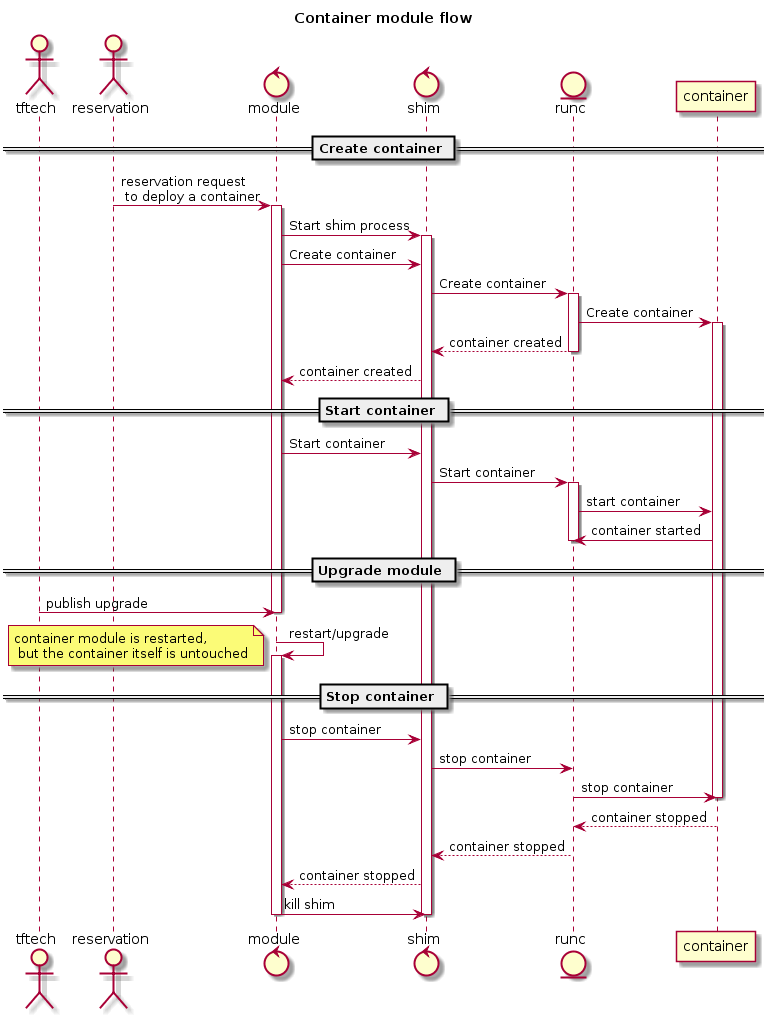 Container module flow
tftech
reservation
module
shim
runc
container
Create container
reservation request
to deploy a container
Start shim process
Create container
Create container
Create container
container created
container created
Start container
Start container
Start container
start container
container started
Upgrade module
publish upgrade
restart/upgrade
container module is restarted,
but the container itself is untouched
Stop container
stop container
stop container
stop container
container stopped
container stopped
container stopped
kill shim
tftech
reservation
module
shim
runc
container